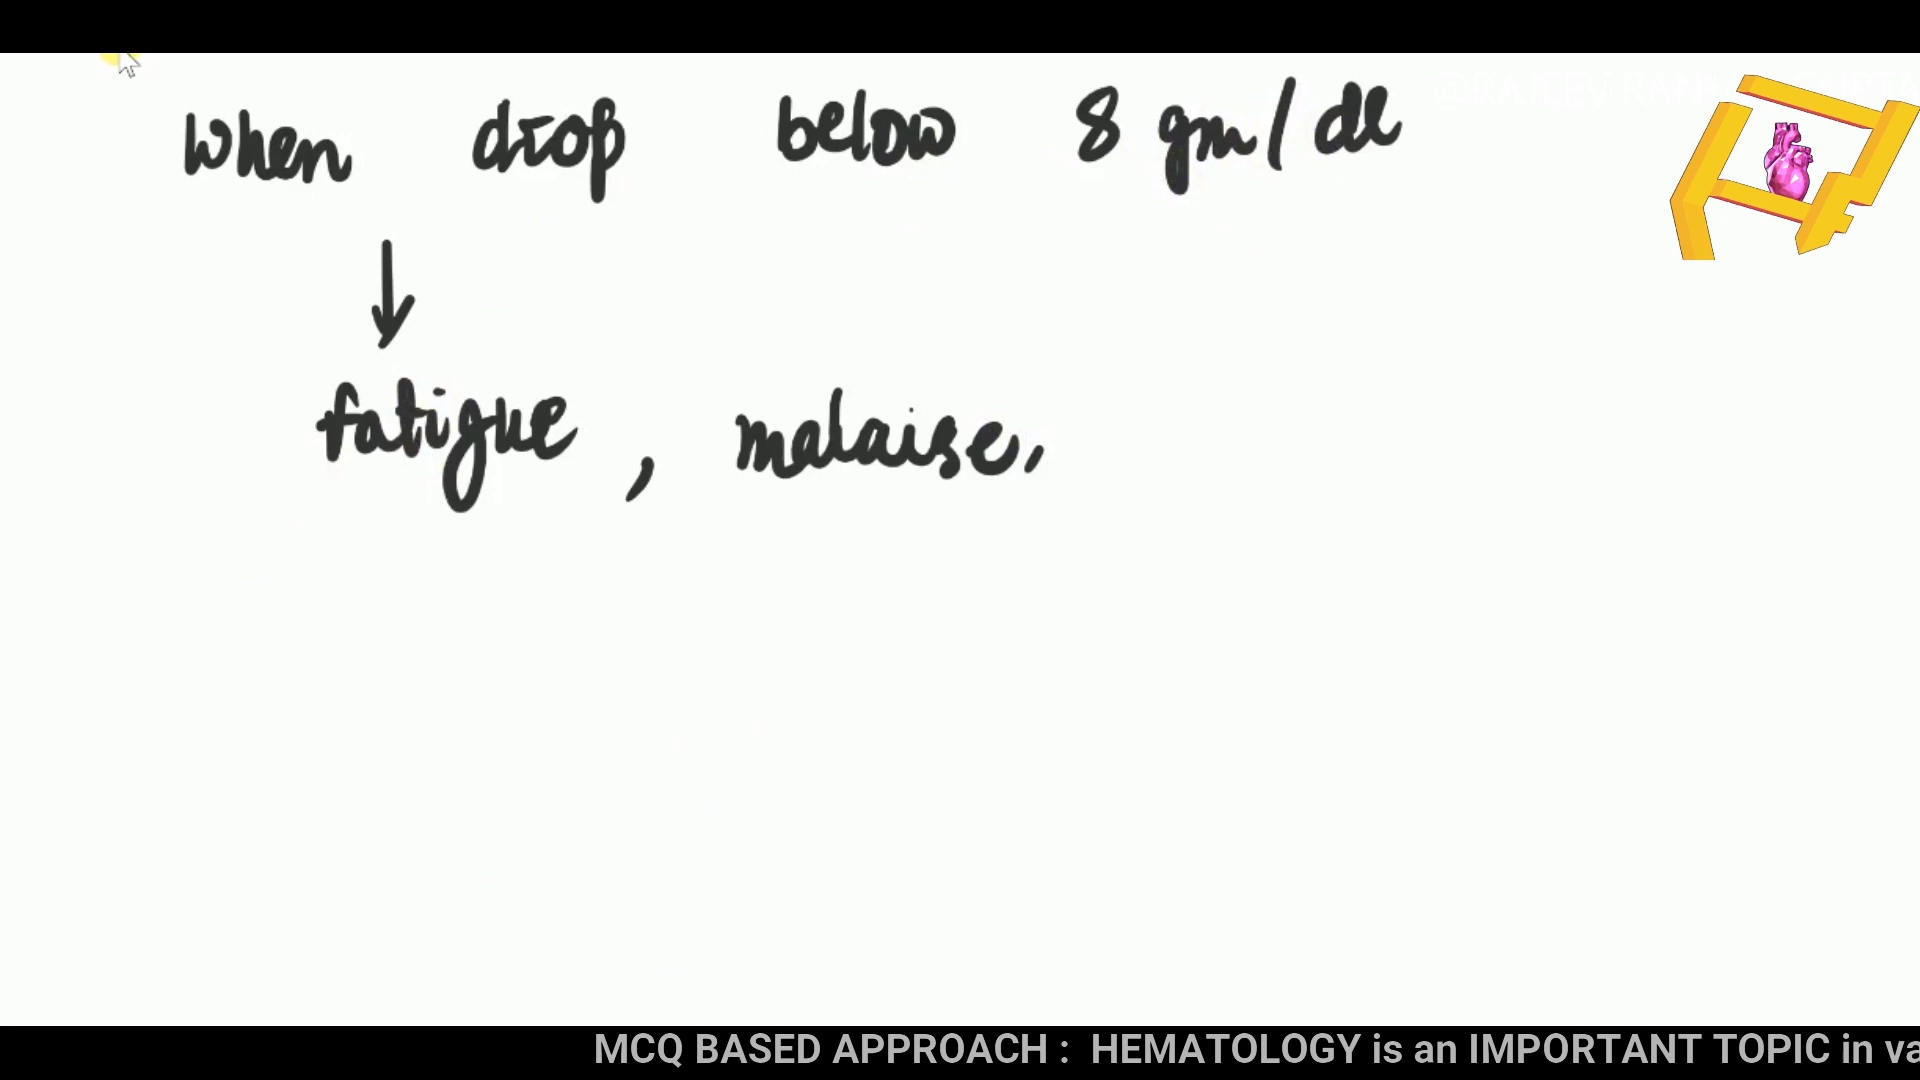 when drop below 8 gm/dl
fatigue, malaise,
MCQ BASED APPROACH : HEMATOLOGY is an IMPORTANT TOPIC in va